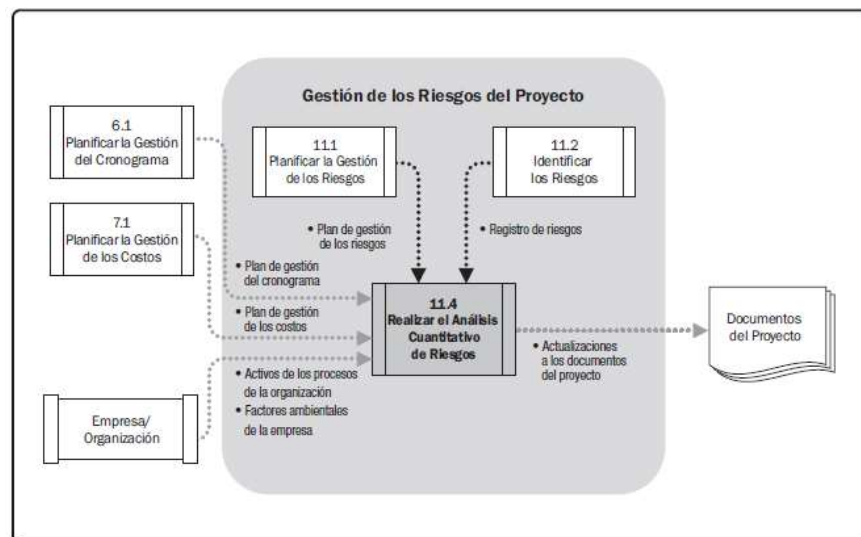 Gestión de los Riesgos del Proyecto
6.1
Planificar la Gestión
del Cronograma
11.1
Planificar la Gestión
de los Riesgos
11.2
Identificar
los Riesgos
7.1
Planificar la Gestión
de los Costos
• Plan de gestión
de los riesgos
• Registro de riesgos
• Plan de gestión
del cronograma
• Plan de gestión
de los costos
11.4
Realizar el Análisis
Cuantitativo
de Riesgos
Documentos
del Proyecto
• Actualizaciones
a los documentos
del proyecto
• Activos de los procesos
de la organización
• Factores ambientales
de la empresa
Empresa/
Organización